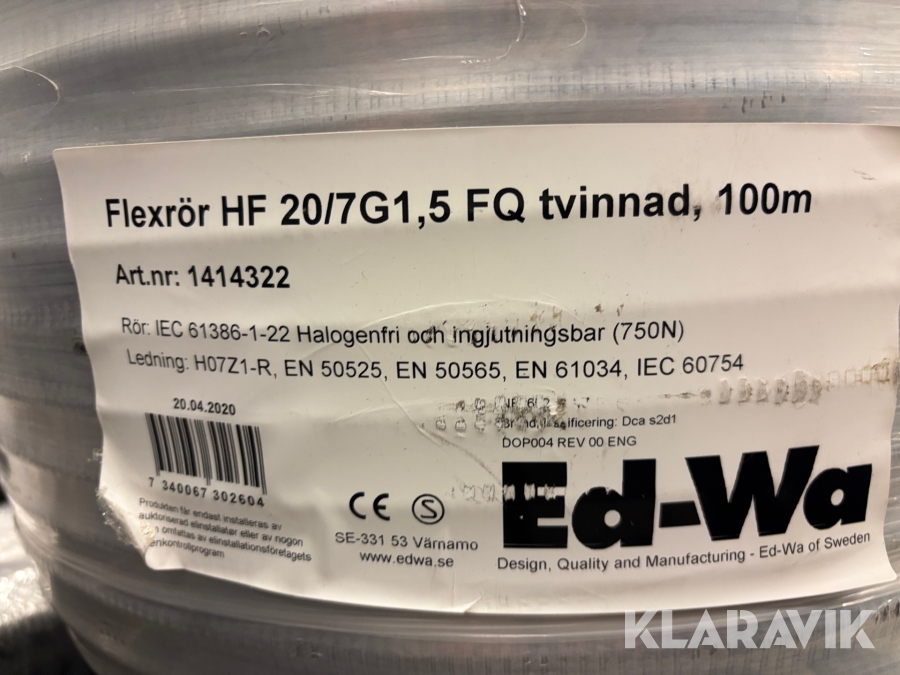 Flexrör HF 20/7G1,5 FQ tvinnad, 100m
Art.nr: 1414322
Rör: IEC 61386-1-22 Halogenfri och ingjutningsbar (750N)
Ledning: H07Z1-R, EN 50525, EN 50565, EN 61034, IEC 60754
20.04.2020
Dca s2d1
DOP004 REV 00 ENG
7 340067 302604
Produkten får endast installeras av
auktoriserad elinstallatör eller av någon
som omfattas av elinstallationsföretagets
egenkontrollprogram
CE S
SE-331 53 Värnamo
www.edwa.se
Ed-Wa
Design, Quality and Manufacturing - Ed-Wa of Sweden
KLARAVIK